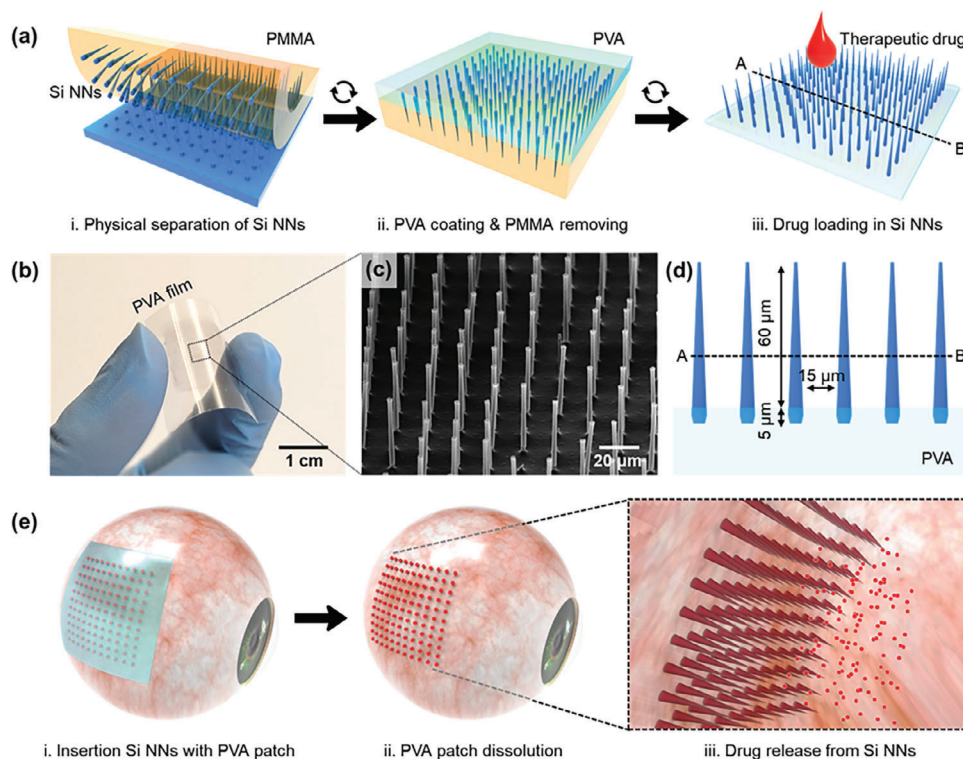 (a)
PMMA
Si NNs
PVA
Therapeutic drug
A
B
i. Physical separation of Si NNs
ii. PVA coating & PMMA removing
iii. Drug loading in Si NNs
(b)
PVA film
1 cm
(c)
20 μm
(d)
60 μm
A
B
15 μm
5 μm
PVA
(e)
i. Insertion Si NNs with PVA patch
ii. PVA patch dissolution
iii. Drug release from Si NNs